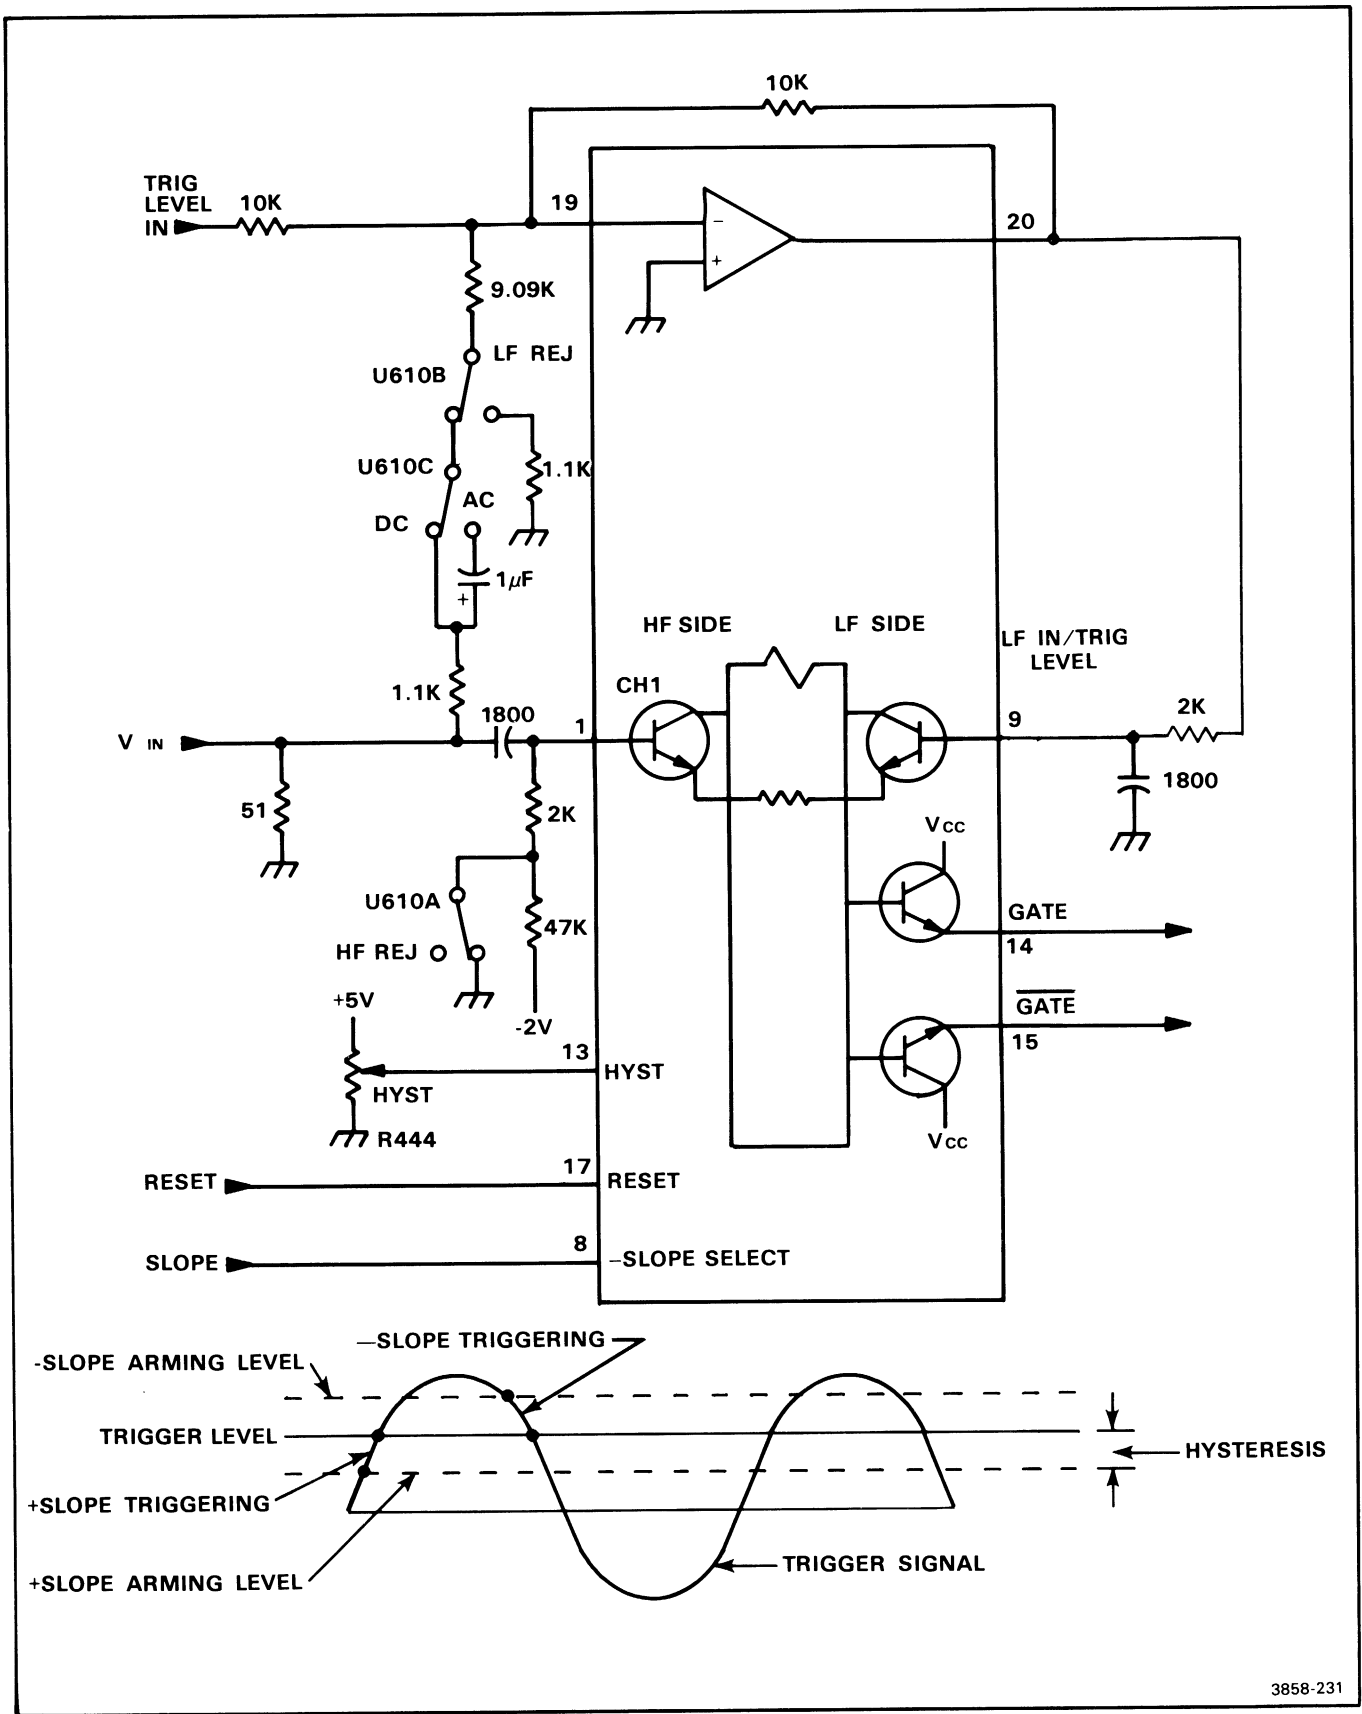 10K
TRIG
LEVEL
IN
10K
19
20
−
+
9.09K
LF REJ
U610B
U610C
1.1K
AC
DC
1µF
+
HF SIDE
LF SIDE
LF IN/TRIG
LEVEL
CH1
1.1K
1800
1
9
2K
V IN
51
2K
1800
VCC
U610A
47K
GATE
14
HF REJ
+5V
-2V
GATE
15
13
HYST
HYST
R444
VCC
17
RESET
RESET
8
SLOPE
−SLOPE SELECT
—SLOPE TRIGGERING
-SLOPE ARMING LEVEL
TRIGGER LEVEL
HYSTERESIS
+SLOPE TRIGGERING
TRIGGER SIGNAL
+SLOPE ARMING LEVEL
3858-231